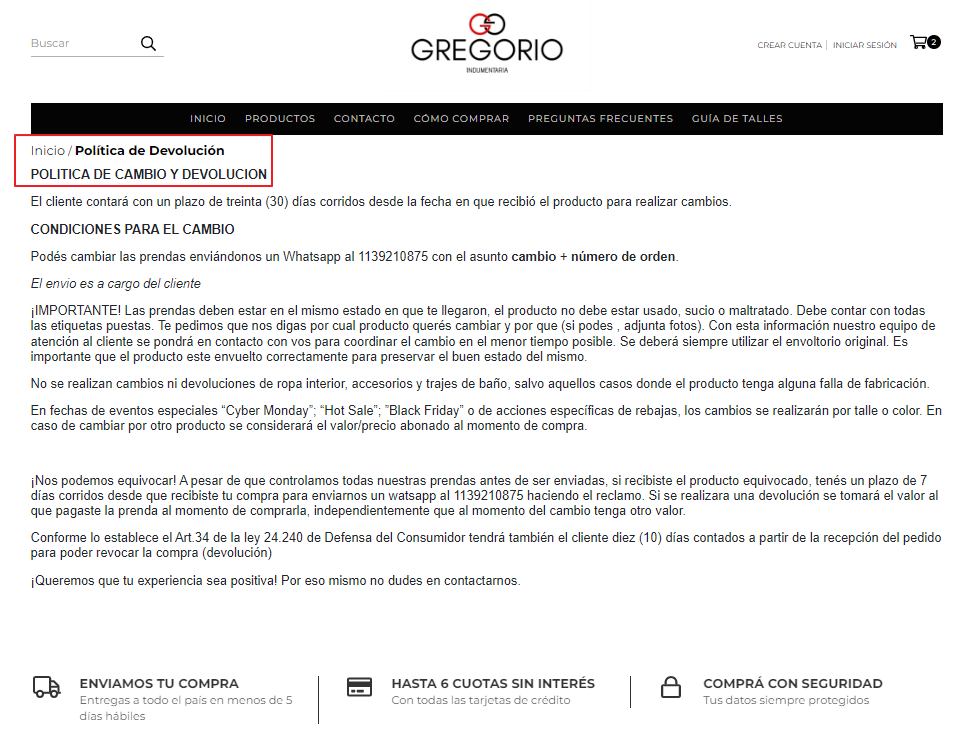 Buscar
GREGORIO
INDUMENTARIA
CREAR CUENTA | INICIAR SESIÓN
2
INICIO PRODUCTOS CONTACTO CÓMO COMPRAR PREGUNTAS FRECUENTES GUÍA DE TALLES
Inicio / Política de Devolución
POLITICA DE CAMBIO Y DEVOLUCION
El cliente contará con un plazo de treinta (30) días corridos desde la fecha en que recibió el producto para realizar cambios.
CONDICIONES PARA EL CAMBIO
Podés cambiar las prendas enviándonos un Whatsapp al 1139210875 con el asunto cambio + número de orden.
El envio es a cargo del cliente
¡IMPORTANTE! Las prendas deben estar en el mismo estado en que te llegaron, el producto no debe estar usado, sucio o maltratado. Debe contar con todas
las etiquetas puestas. Te pedimos que nos digas por cual producto querés cambiar y por que (si podes , adjunta fotos). Con esta información nuestro equipo de
atención al cliente se pondrá en contacto con vos para coordinar el cambio en el menor tiempo posible. Se deberá siempre utilizar el envoltorio original. Es
importante que el producto este envuelto correctamente para preservar el buen estado del mismo.
No se realizan cambios ni devoluciones de ropa interior, accesorios y trajes de baño, salvo aquellos casos donde el producto tenga alguna falla de fabricación.
En fechas de eventos especiales “Cyber Monday”; “Hot Sale”; ”Black Friday” o de acciones específicas de rebajas, los cambios se realizarán por talle o color. En
caso de cambiar por otro producto se considerará el valor/precio abonado al momento de compra.
¡Nos podemos equivocar! A pesar de que controlamos todas nuestras prendas antes de ser enviadas, si recibiste el producto equivocado, tenés un plazo de 7
días corridos desde que recibiste tu compra para enviarnos un watsapp al 1139210875 haciendo el reclamo. Si se realizara una devolución se tomará el valor al
que pagaste la prenda al momento de comprarla, independientemente que al momento del cambio tenga otro valor.
Conforme lo establece el Art.34 de la ley 24.240 de Defensa del Consumidor tendrá también el cliente diez (10) días contados a partir de la recepción del pedido
para poder revocar la compra (devolución)
¡Queremos que tu experiencia sea positiva! Por eso mismo no dudes en contactarnos.
ENVIAMOS TU COMPRA
Entregas a todo el país en menos de 5
días hábiles
HASTA 6 CUOTAS SIN INTERÉS
Con todas las tarjetas de crédito
COMPRÁ CON SEGURIDAD
Tus datos siempre protegidos